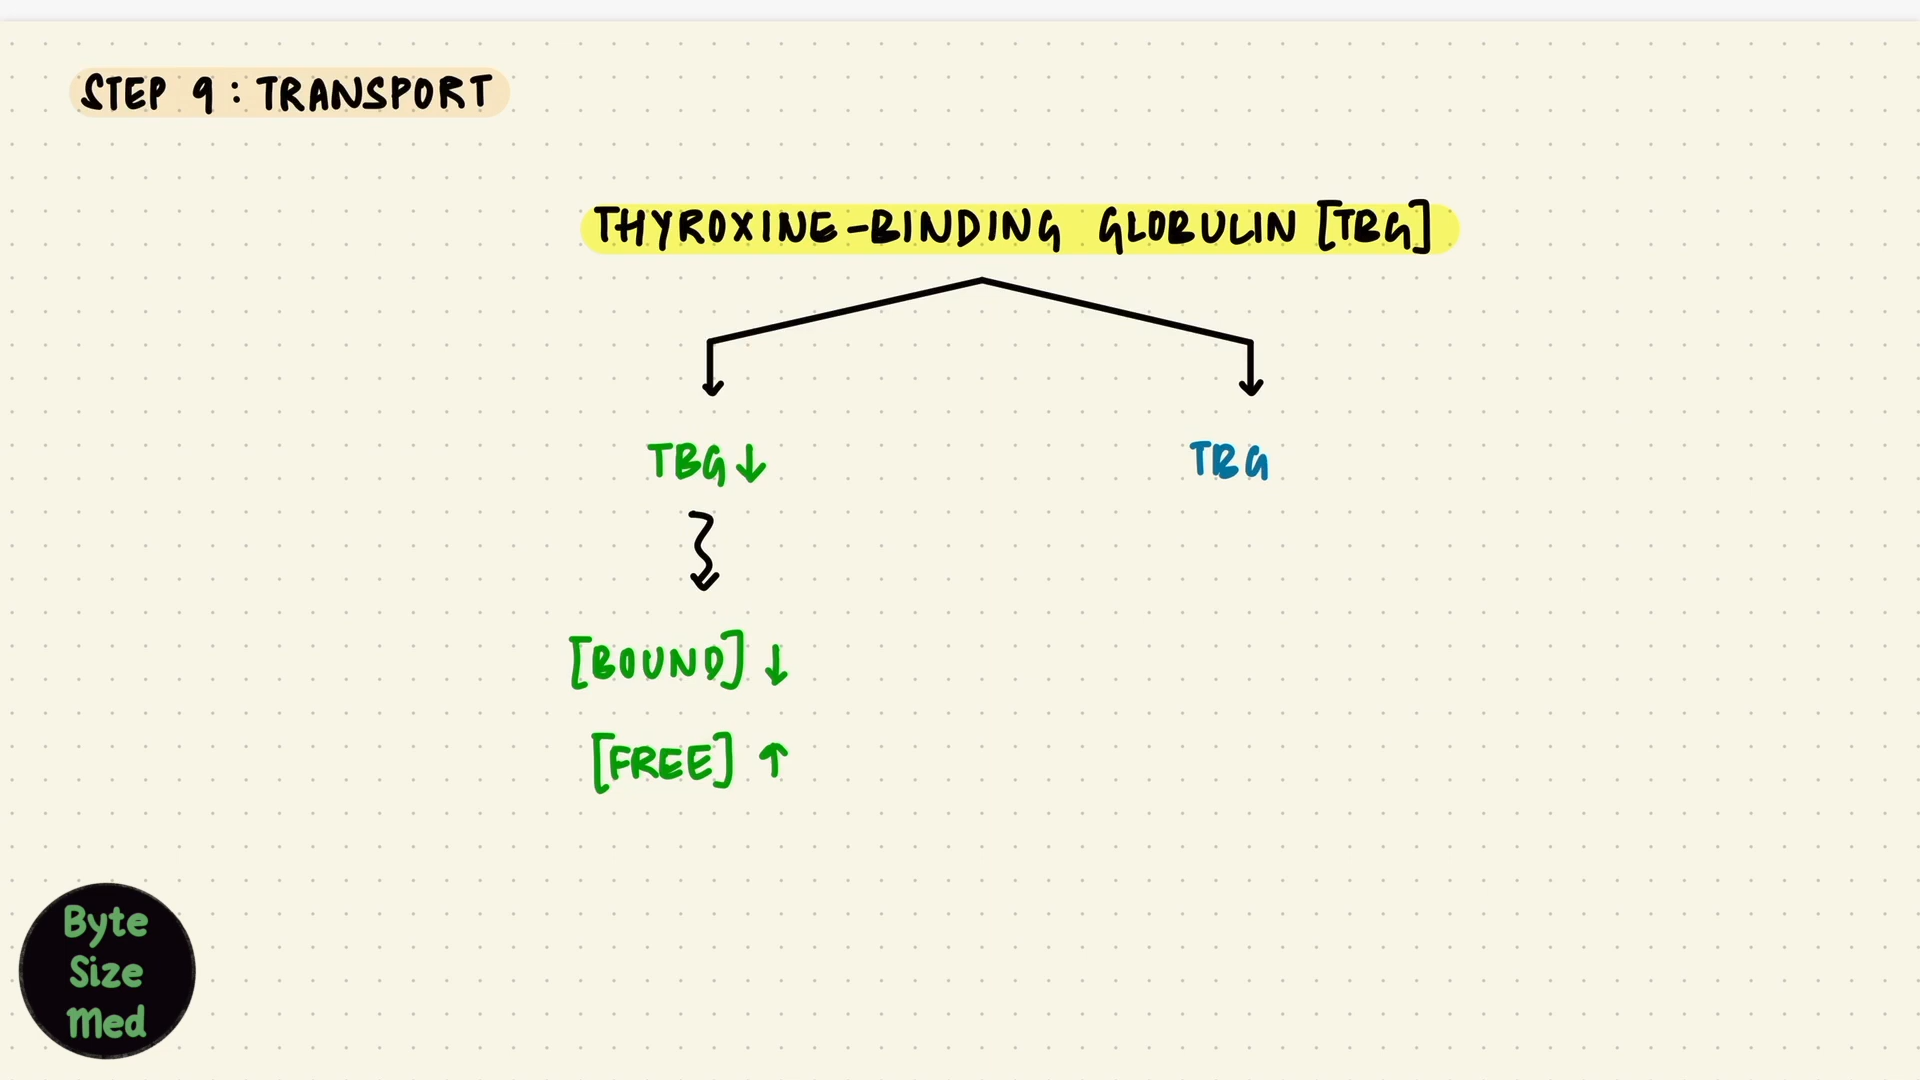 STEP 9 : TRANSPORT
THYROXINE-BINDING GLOBULIN [TBG]
TBG↓
TBG
[BOUND] ↓
[FREE] ↑
Byte
Size
Med